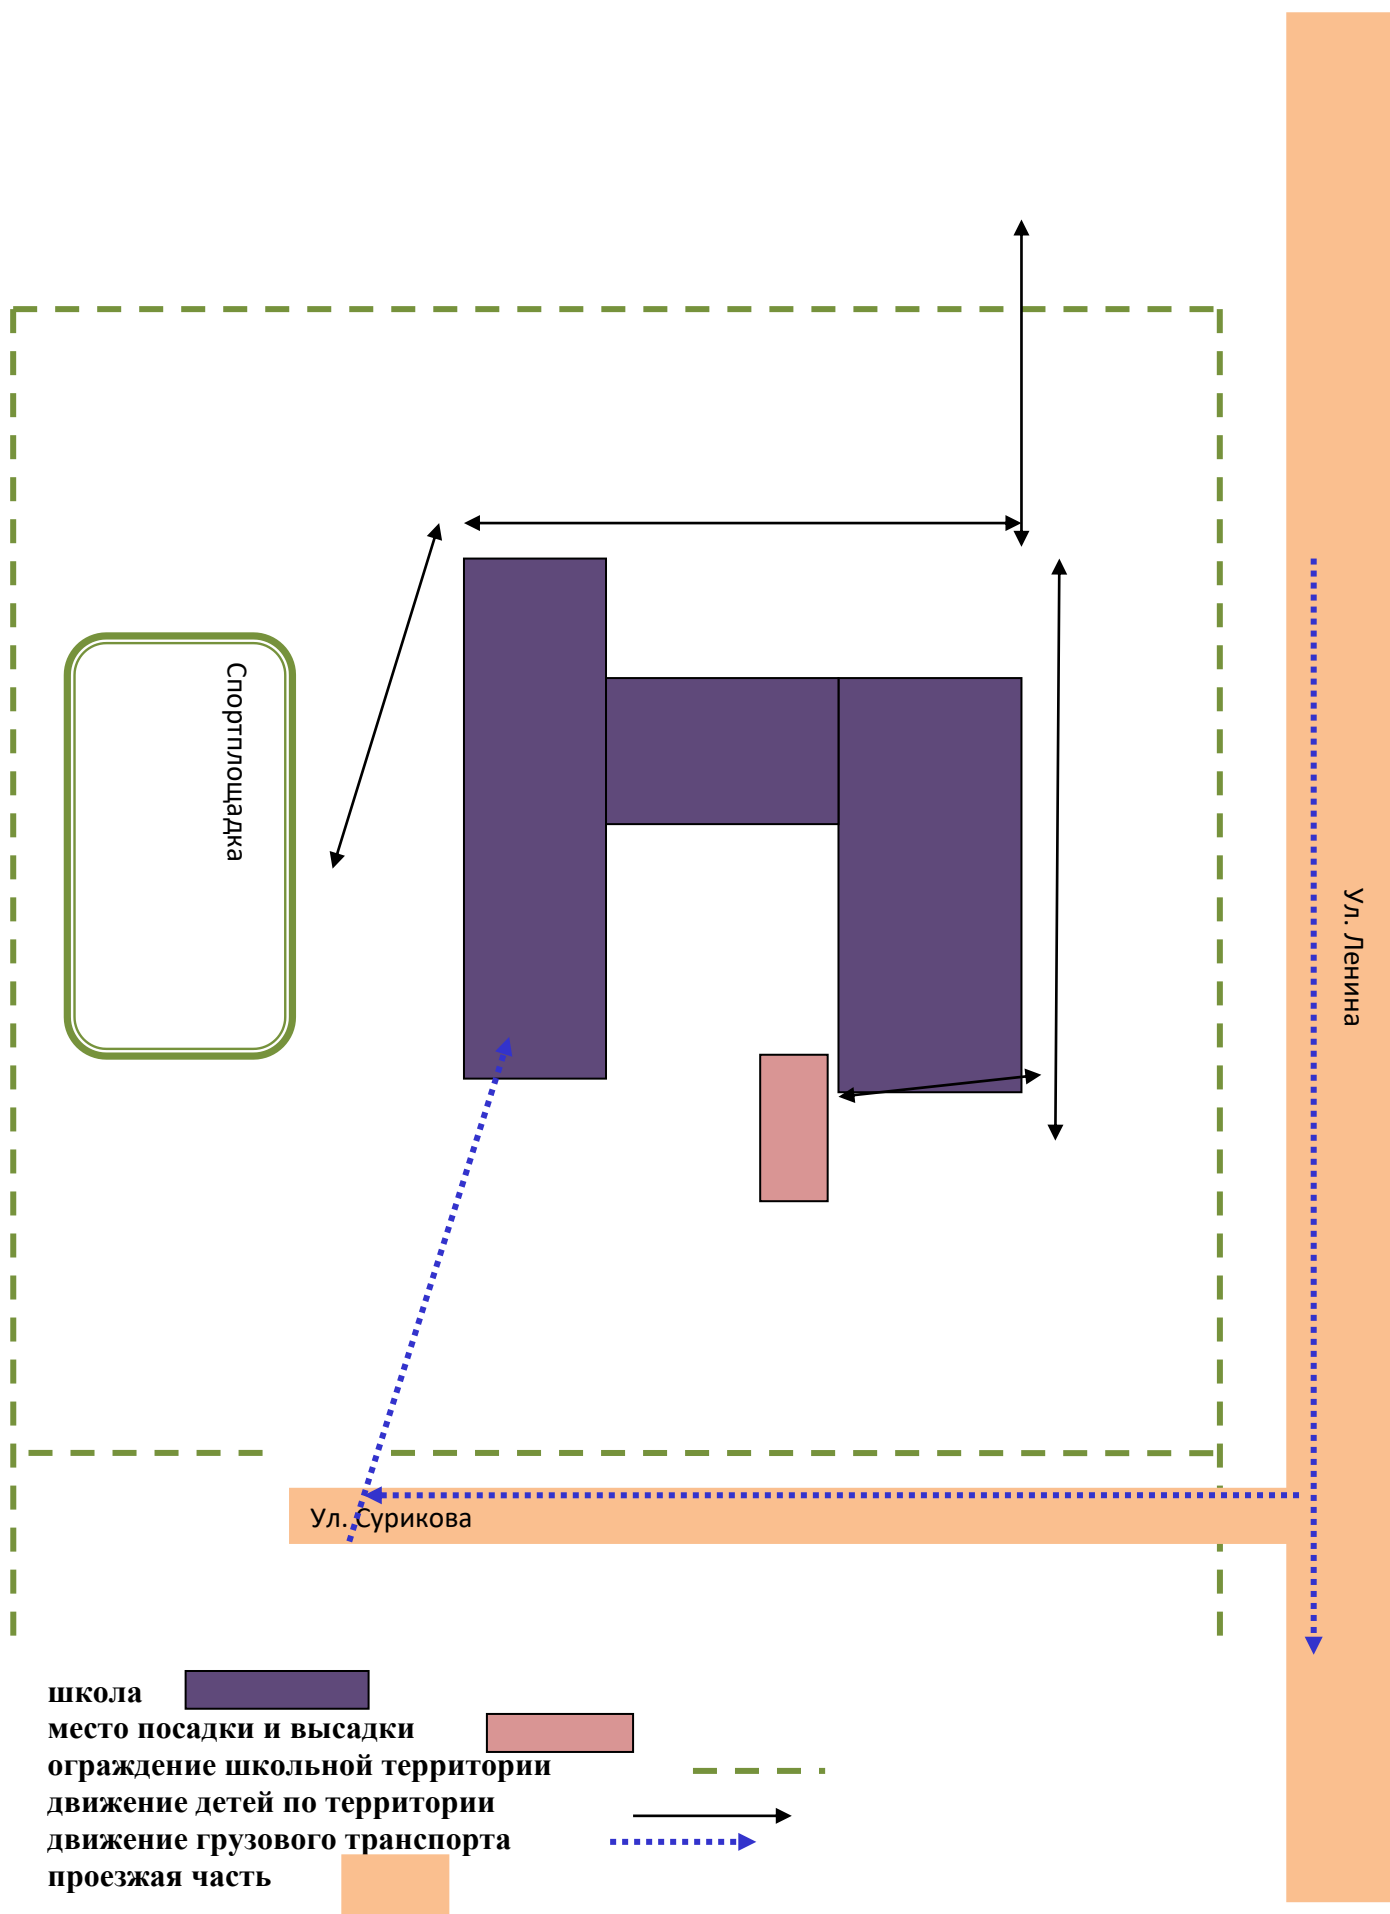 Спортплощадка
Ул. Ленина
Ул. Сурикова
школа
место посадки и высадки
ограждение школьной территории
движение детей по территории
движение грузового транспорта
проезжая часть